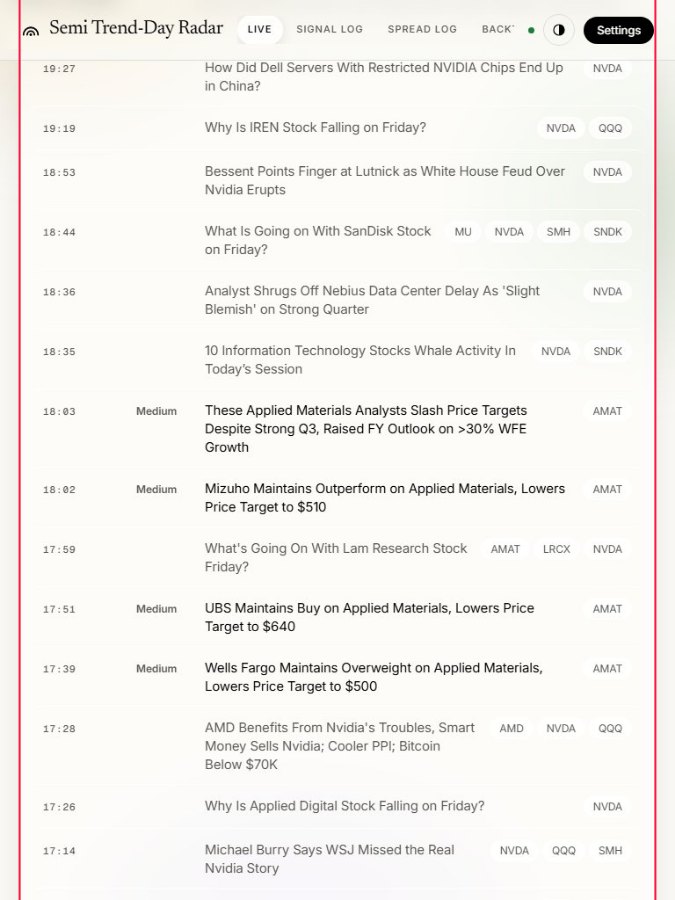 Semi Trend-Day Radar LIVE SIGNAL LOG SPREAD LOG BACK Settings
19:27 How Did Dell Servers With Restricted NVIDIA Chips End Up NVDA
in China?
19:19 Why Is IREN Stock Falling on Friday? NVDA QQQ
18:53 Bessent Points Finger at Lutnick as White House Feud Over NVDA
Nvidia Erupts
18:44 What Is Going on With SanDisk Stock MU NVDA SMH SNDK
on Friday?
18:36 Analyst Shrugs Off Nebius Data Center Delay As 'Slight NVDA
Blemish' on Strong Quarter
18:35 10 Information Technology Stocks Whale Activity In NVDA SNDK
Today's Session
18:03 Medium These Applied Materials Analysts Slash Price Targets AMAT
Despite Strong Q3, Raised FY Outlook on >30% WFE
Growth
18:02 Medium Mizuho Maintains Outperform on Applied Materials, Lowers AMAT
Price Target to $510
17:59 What's Going On With Lam Research Stock AMAT LRCX NVDA
Friday?
17:51 Medium UBS Maintains Buy on Applied Materials, Lowers Price AMAT
Target to $640
17:39 Medium Wells Fargo Maintains Overweight on Applied Materials, AMAT
Lowers Price Target to $500
17:28 AMD Benefits From Nvidia's Troubles, Smart AMD NVDA QQQ
Money Sells Nvidia; Cooler PPI; Bitcoin
Below $70K
17:26 Why Is Applied Digital Stock Falling on Friday? NVDA
17:14 Michael Burry Says WSJ Missed the Real NVDA QQQ SMH
Nvidia Story